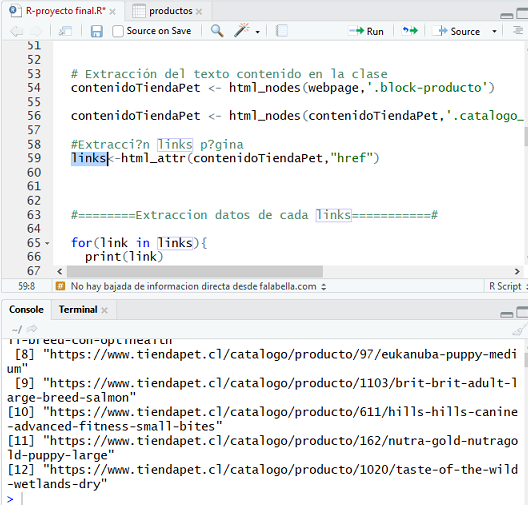 R-proyecto final.R*
productos
Source on Save
Run
Source
51
52
53 # Extracción del texto contenido en la clase
54 contenidoTiendaPet <- html_nodes(webpage,'.block-producto')
55
56 contenidoTiendaPet <- html_nodes(contenidoTiendaPet,'.catalogo_
57
58 #Extracci?n links p?gina
59 links<-html_attr(contenidoTiendaPet,"href")
60
61
62
63 #========Extraccion datos de cada links===========#
64
65 for(link in links){
66 print(link)
67
59:8 # No hay bajada de informacion directa desde falabella.com R Script
Console Terminal
~/
ff-breed-con-optihealth
[8] "https://www.tiendapet.cl/catalogo/producto/97/eukanuba-puppy-medi
um"
[9] "https://www.tiendapet.cl/catalogo/producto/1103/brit-brit-adult-l
arge-breed-salmon"
[10] "https://www.tiendapet.cl/catalogo/producto/611/hills-hills-canine
-advanced-fitness-small-bites"
[11] "https://www.tiendapet.cl/catalogo/producto/162/nutra-gold-nutrago
ld-puppy-large"
[12] "https://www.tiendapet.cl/catalogo/producto/1020/taste-of-the-wild
-wetlands-dry"
>